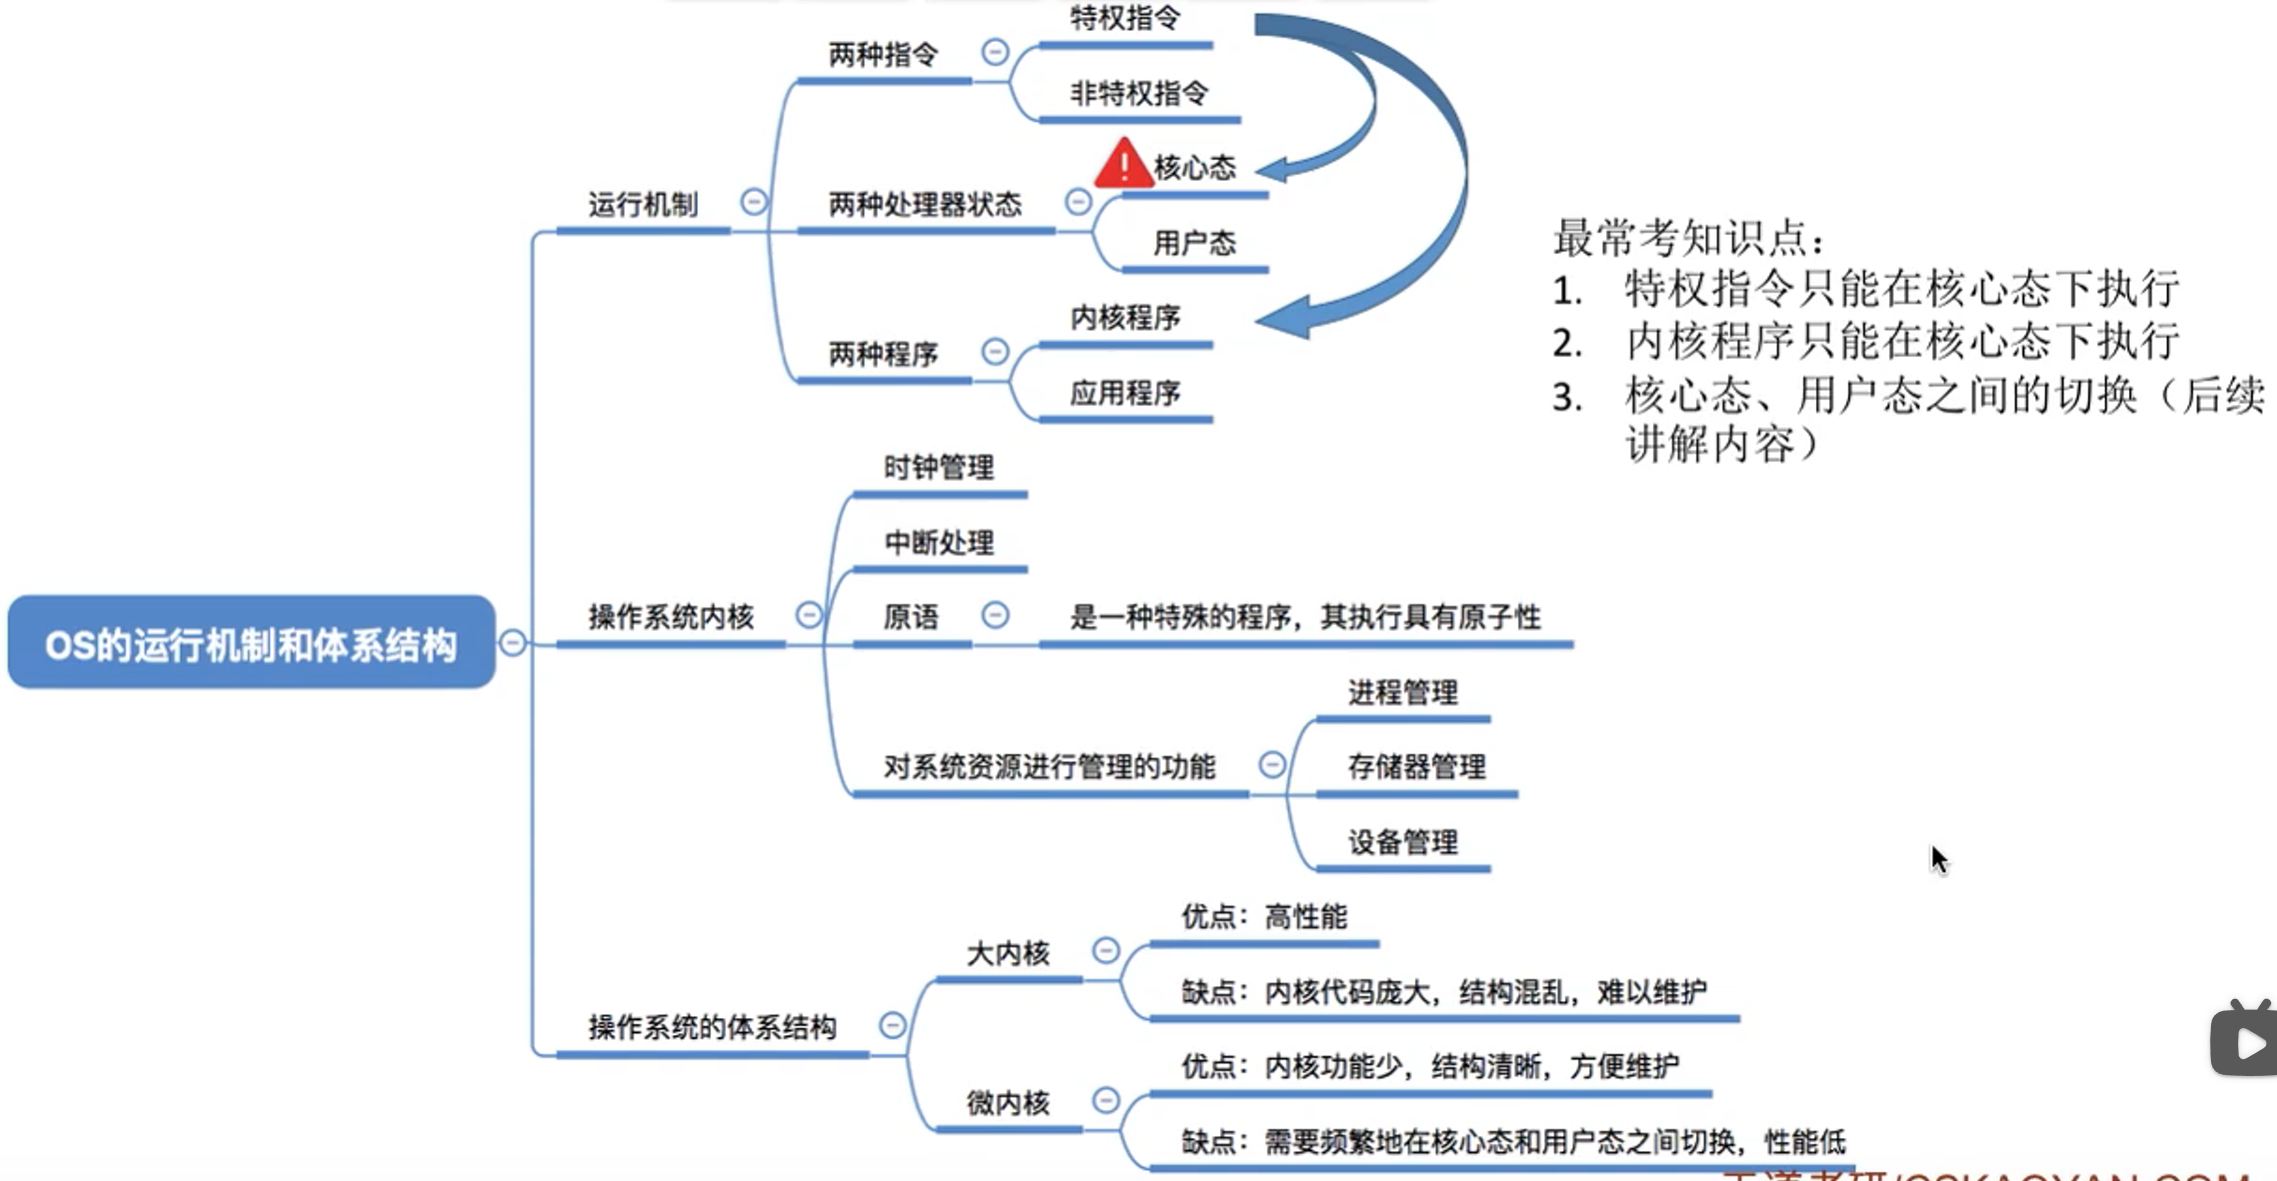 特权指令
两种指令
非特权指令
核心态
运行机制
两种处理器状态
用户态
内核程序
两种程序
应用程序
最常考知识点：
1. 特权指令只能在核心态下执行
2. 内核程序只能在核心态下执行
3. 核心态、用户态之间的切换（后续
讲解内容）
时钟管理
中断处理
操作系统内核
原语
是一种特殊的程序，其执行具有原子性
OS的运行机制和体系结构
进程管理
对系统资源进行管理的功能
存储器管理
设备管理
优点：高性能
大内核
缺点：内核代码庞大，结构混乱，难以维护
操作系统的体系结构
优点：内核功能少，结构清晰，方便维护
微内核
缺点：需要频繁地在核心态和用户态之间切换，性能低
王道考研/CSKAOYAN.COM